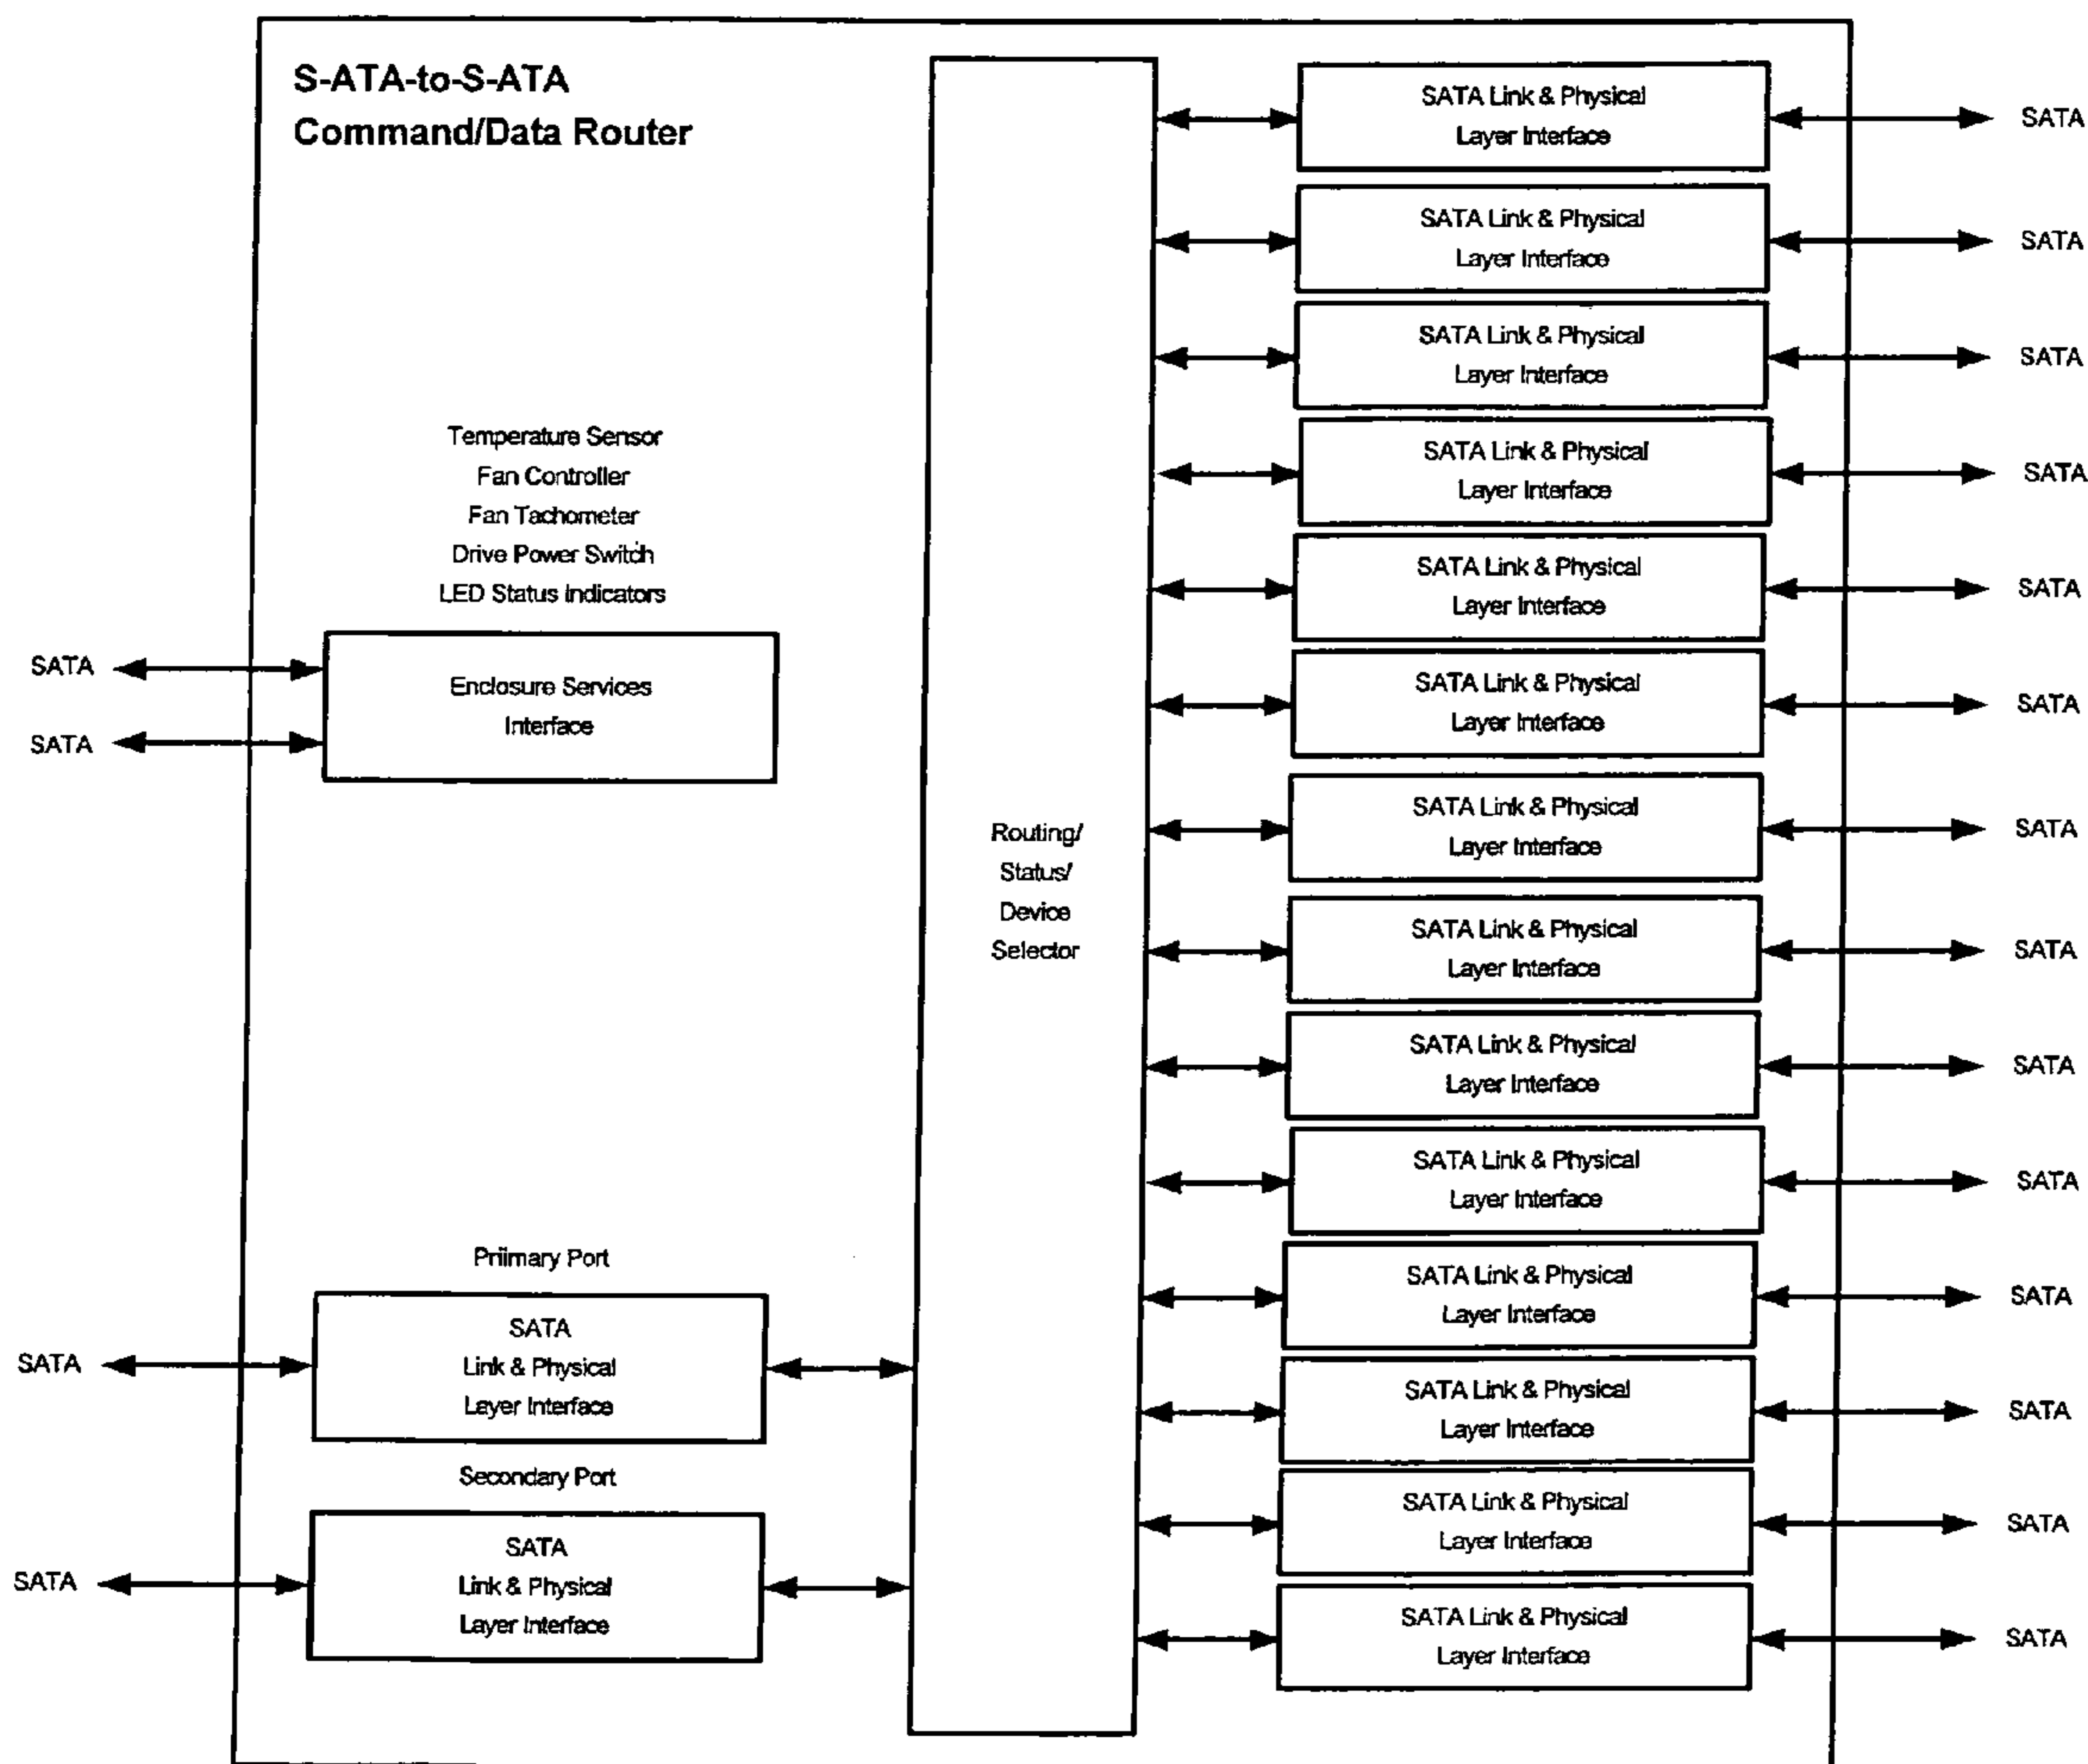 S-ATA-to-S-ATA
Command/Data Router
Temperature Sensor
Fan Controller
Fan Tachometer
Drive Power Switch
LED Status Indicators
SATA
SATA
Enclosure Services
Interface
Priimary Port
SATA
SATA
Link & Physical
Layer Interface
Secondary Port
SATA
SATA
Link & Physical
Layer Interface
Routing/
Status/
Device
Selector
SATA Link & Physical
Layer Interface
SATA
SATA Link & Physical
Layer Interface
SATA
SATA Link & Physical
Layer Interface
SATA
SATA Link & Physical
Layer Interface
SATA
SATA Link & Physical
Layer Interface
SATA
SATA Link & Physical
Layer Interface
SATA
SATA Link & Physical
Layer Interface
SATA
SATA Link & Physical
Layer Interface
SATA
SATA Link & Physical
Layer Interface
SATA
SATA Link & Physical
Layer Interface
SATA
SATA Link & Physical
Layer Interface
SATA
SATA Link & Physical
Layer Interface
SATA
SATA Link & Physical
Layer Interface
SATA
SATA Link & Physical
Layer Interface
SATA